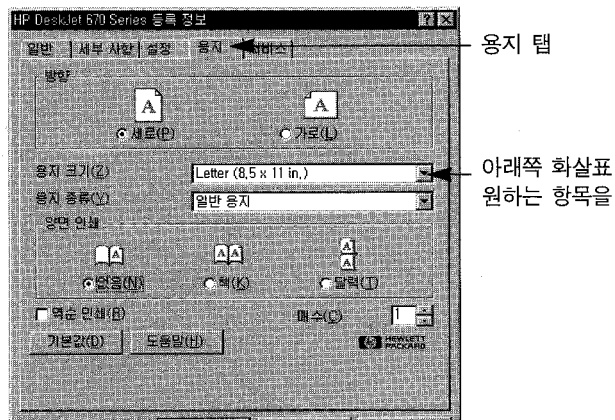 HP DeskJet 670 Series 등록 정보
일반 세부 사항 설정 용지 서비스
용지 탭
방향
A A
세로(P) 가로(L)
용지 크기(Z) Letter (8.5 x 11 in.)
아래쪽 화살표
원하는 항목을
용지 종류(Y) 일반 용지
양면 인쇄
없음(N) 책(K) 달력(T)
역순 인쇄(R) 매수(C) 1
기본값(D) 도움말(H) hp HEWLETT
PACKARD